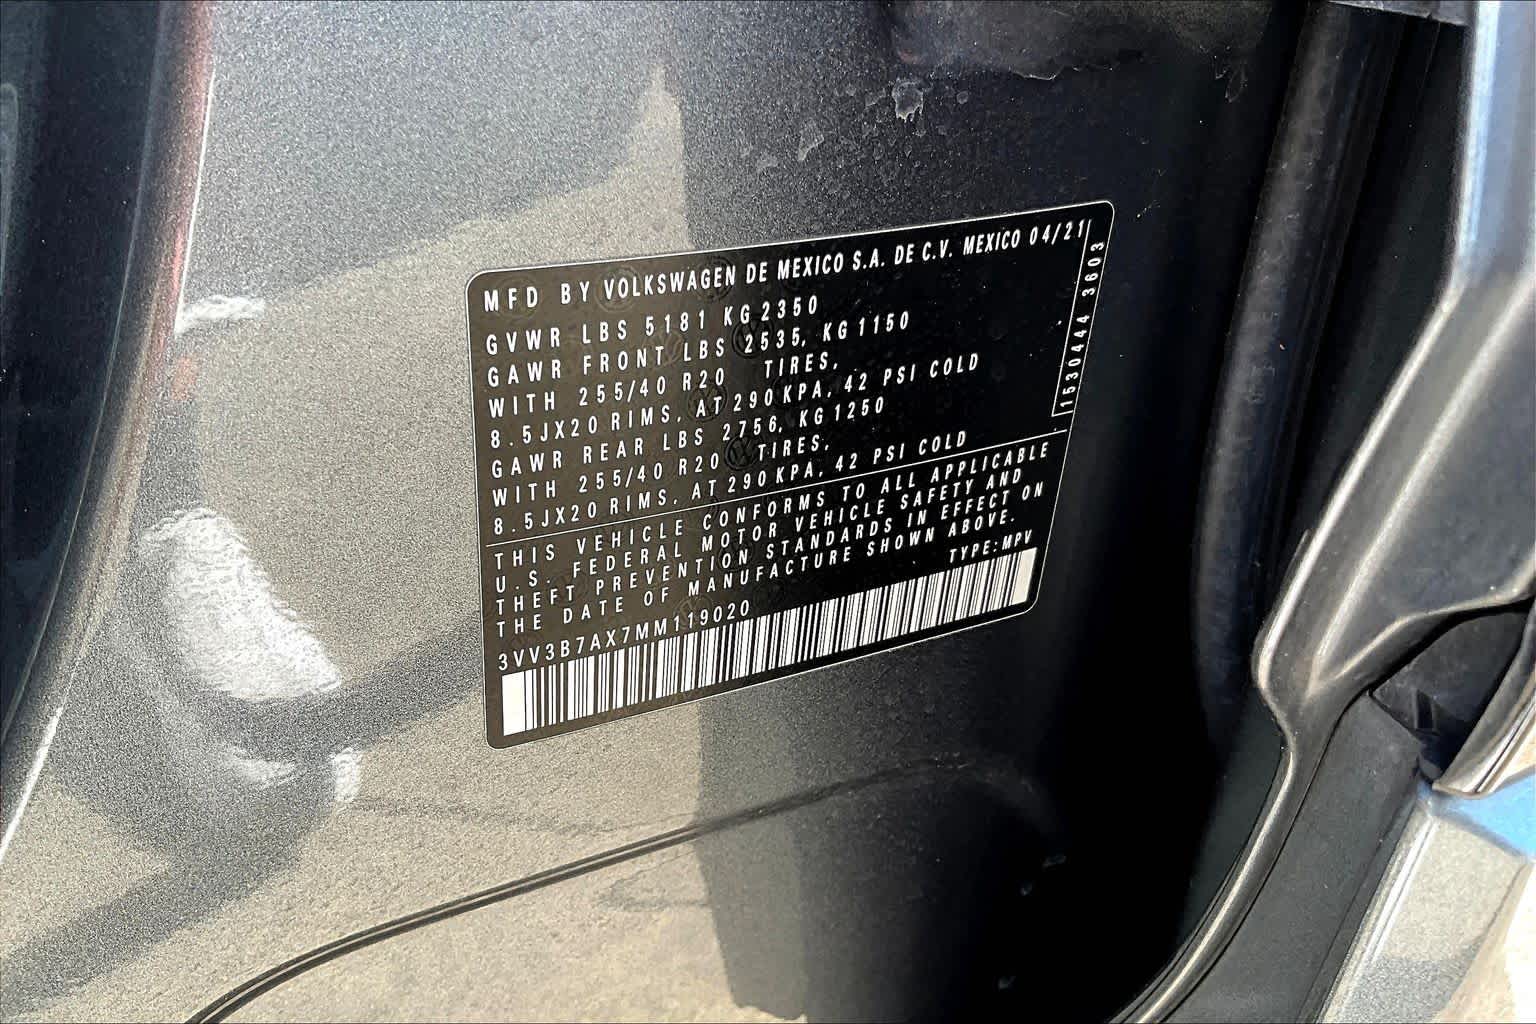 MFD BY VOLKSWAGEN DE MEXICO S.A. DE C.V. MEXICO 04/21
GVWR LBS 5181 KG 2350
GAWR FRONT LBS 2535, KG 1150
WITH 255/40 R20 TIRES,
8.5JX20 RIMS, AT 290KPA, 42 PSI COLD
GAWR REAR LBS 2756, KG 1250
WITH 255/40 R20 TIRES,
8.5JX20 RIMS, AT 290KPA, 42 PSI COLD
1530444 3603
THIS VEHICLE CONFORMS TO ALL APPLICABLE
U.S. FEDERAL MOTOR VEHICLE SAFETY AND
THEFT PREVENTION STANDARDS IN EFFECT ON
THE DATE OF MANUFACTURE SHOWN ABOVE.
3VV3B7AX7MM119020 TYPE:MPV